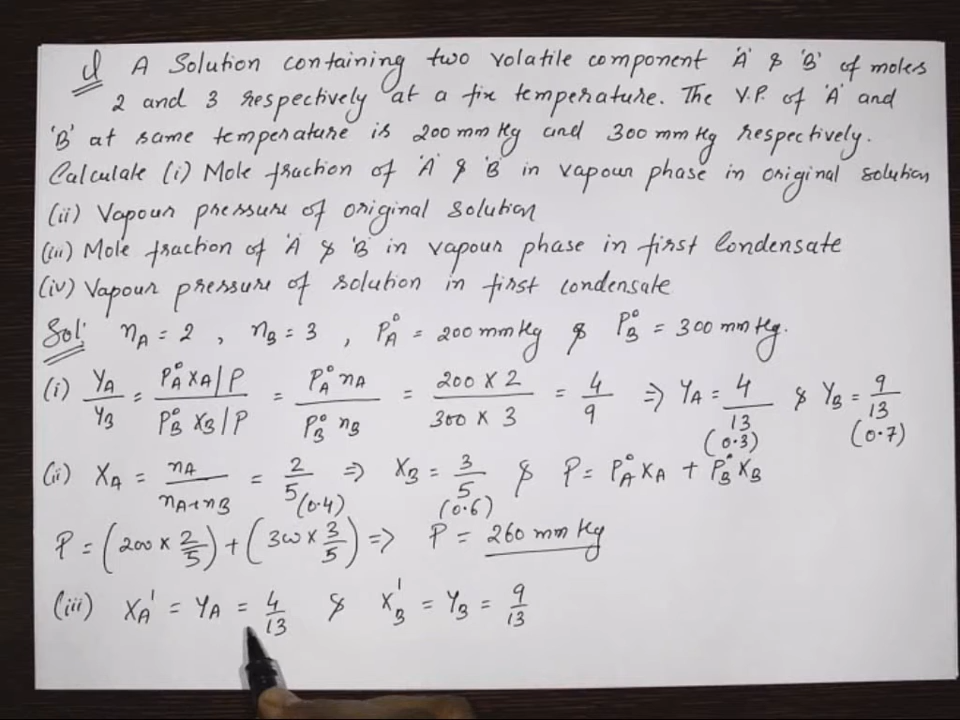 Q A Solution containing two volatile component 'A' & 'B' of moles
2 and 3 respectively at a fix temperature. The V.P. of 'A' and
'B' at same temperature is 200 mm Hg and 300 mm Hg respectively.
Calculate (i) Mole fraction of 'A' & 'B' in vapour phase in original solution
(ii) Vapour pressure of original solution
(iii) Mole fraction of 'A' & 'B' in vapour phase in first Condensate
(iv) Vapour pressure of solution in first condensate
Sol: nA = 2 , nB = 3 , P°A = 200 mm Hg & P°B = 300 mm Hg.
(i) YA/YB = (P°A XA/P)/(P°B XB/P) = (P°A nA)/(P°B nB) = (200 X 2)/(300 X 3) = 4/9 => YA = 4/13 (0.3) & YB = 9/13 (0.7)
(ii) XA = nA/(nA+nB) = 2/5 (0.4) => XB = 3/5 (0.6) & P = P°A XA + P°B XB
P = (200 x 2/5) + (300 x 3/5) => P = 260 mm Hg
(iii) XA' = YA = 4/13 & XB' = YB = 9/13